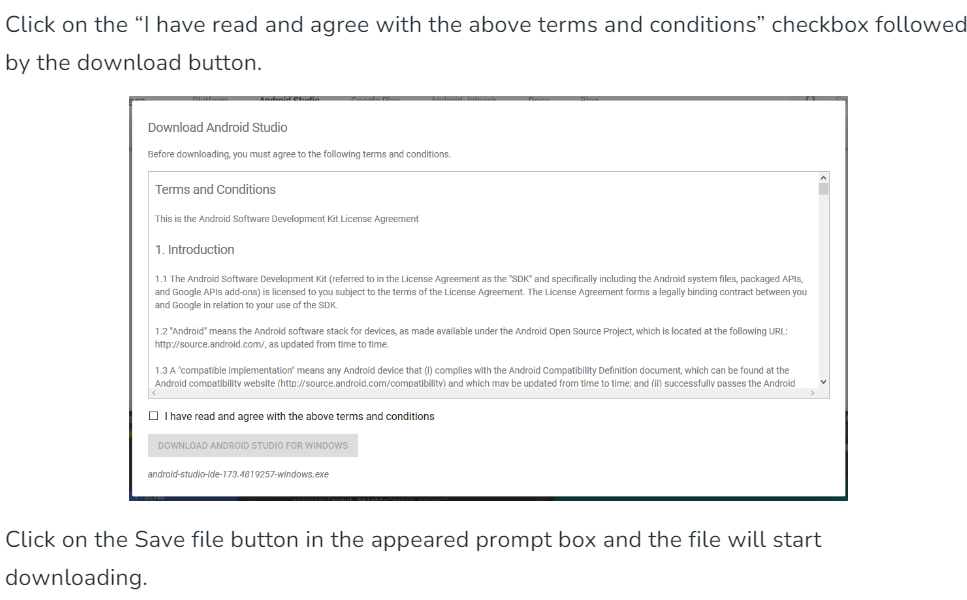 Click on the “I have read and agree with the above terms and conditions” checkbox followed
by the download button.
Download Android Studio
Before downloading, you must agree to the following terms and conditions.
Terms and Conditions
This is the Android Software Development Kit License Agreement
1. Introduction
1.1 The Android Software Development Kit (referred to in the License Agreement as the "SDK" and specifically including the Android system files, packaged APIs,
and Google APIs add-ons) is licensed to you subject to the terms of the License Agreement. The License Agreement forms a legally binding contract between you
and Google in relation to your use of the SDK.
1.2 "Android" means the Android software stack for devices, as made available under the Android Open Source Project, which is located at the following URL:
http://source.android.com/, as updated from time to time.
1.3 A "compatible implementation" means any Android device that (i) complies with the Android Compatibility Definition document, which can be found at the
Android compatibility website (http://source.android.com/compatibility) and which may be updated from time to time; and (ii) successfully passes the Android
I have read and agree with the above terms and conditions
DOWNLOAD ANDROID STUDIO FOR WINDOWS
android-studio-ide-173.4819257-windows.exe
Click on the Save file button in the appeared prompt box and the file will start
downloading.